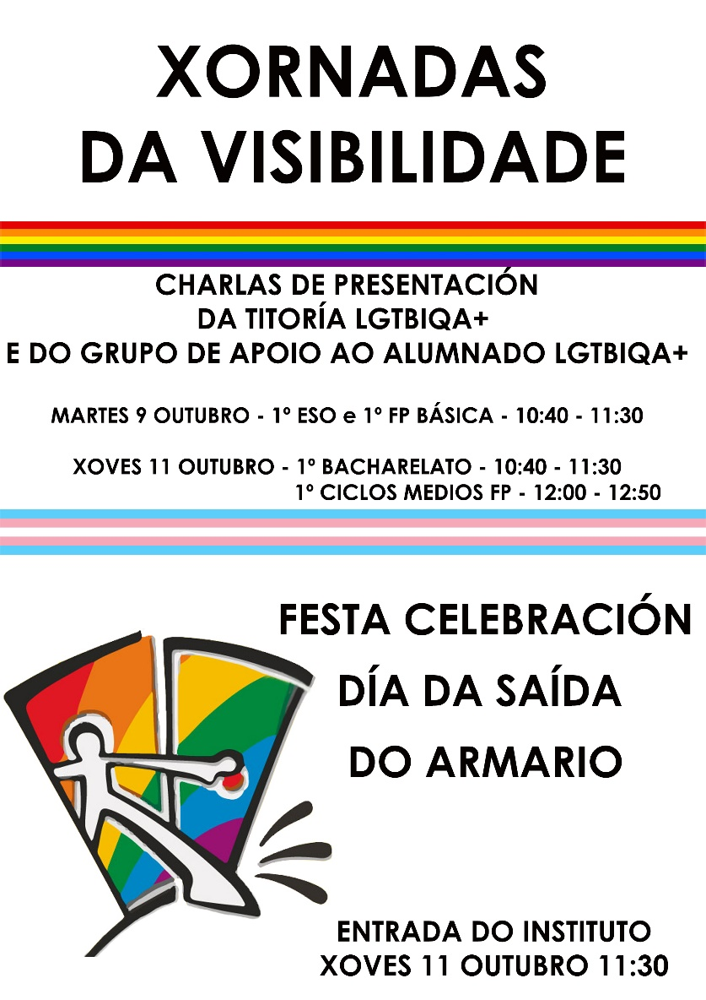 XORNADAS
DA VISIBILIDADE
CHARLAS DE PRESENTACIÓN
DA TITORÍA LGTBIQA+
E DO GRUPO DE APOIO AO ALUMNADO LGTBIQA+
MARTES 9 OUTUBRO - 1º ESO e 1º FP BÁSICA - 10:40 - 11:30
XOVES 11 OUTUBRO - 1º BACHARELATO - 10:40 - 11:30
1º CICLOS MEDIOS FP - 12:00 - 12:50
FESTA CELEBRACIÓN
DÍA DA SAÍDA
DO ARMARIO
ENTRADA DO INSTITUTO
XOVES 11 OUTUBRO 11:30